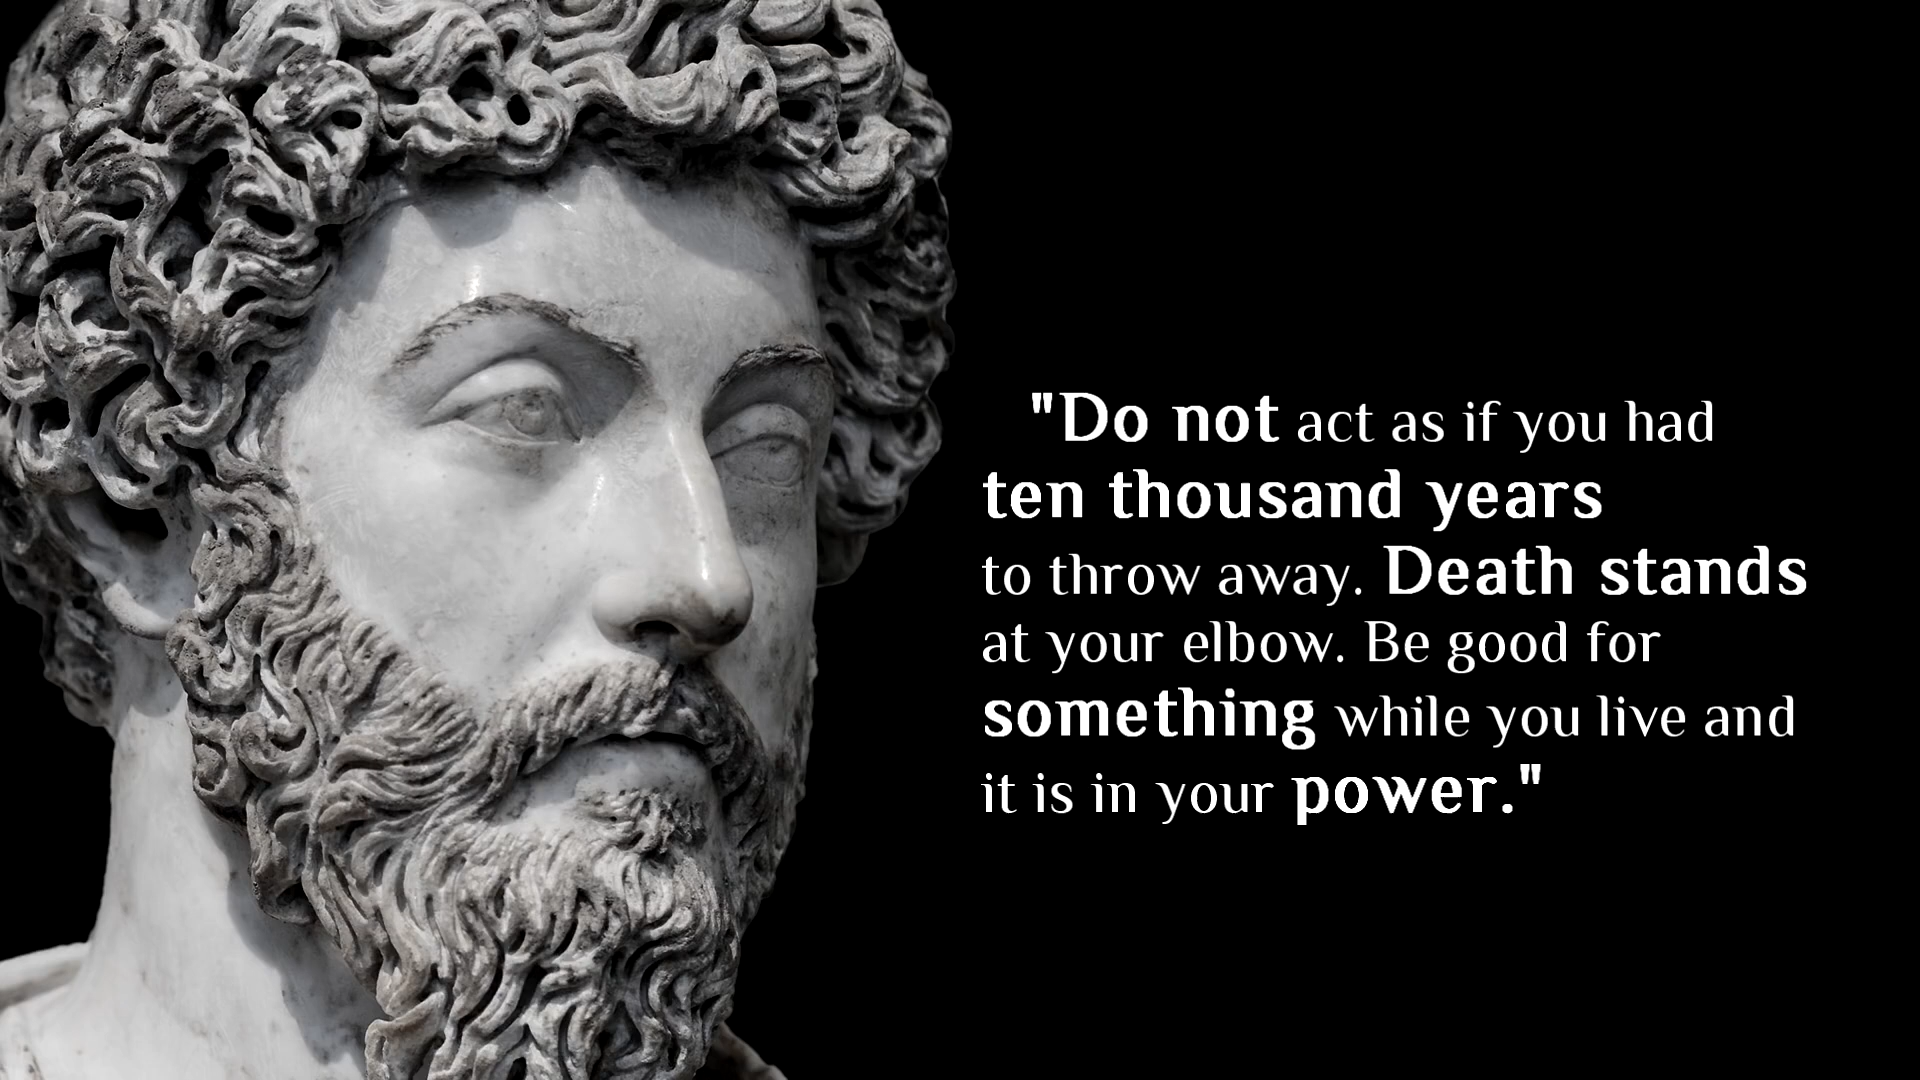 "Do not act as if you had
ten thousand years
to throw away. Death stands
at your elbow. Be good for
something while you live and
it is in your power."